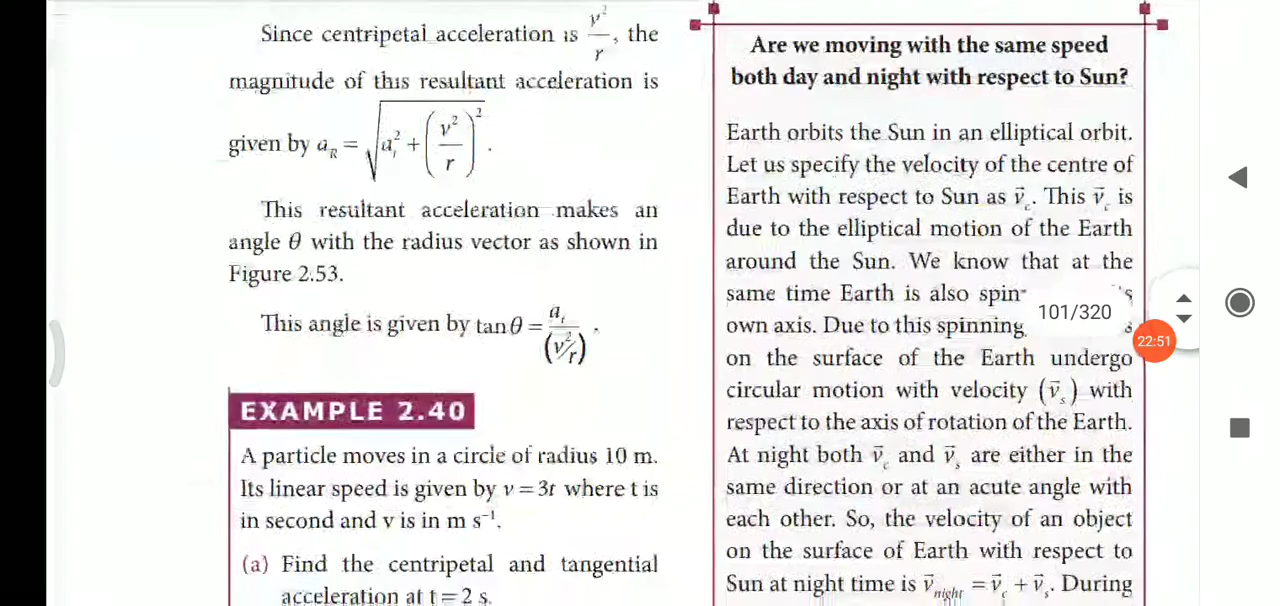 Since centripetal acceleration is v²/r, the
magnitude of this resultant acceleration is
given by a_R = √(a_t² + (v²/r)²).
This resultant acceleration makes an
angle θ with the radius vector as shown in
Figure 2.53.
This angle is given by tan θ = a_t/(v²/r).
EXAMPLE 2.40
A particle moves in a circle of radius 10 m.
Its linear speed is given by v = 3t where t is
in second and v is in m s⁻¹.
(a) Find the centripetal and tangential
acceleration at t = 2 s.
Are we moving with the same speed
both day and night with respect to Sun?
Earth orbits the Sun in an elliptical orbit.
Let us specify the velocity of the centre of
Earth with respect to Sun as v⃗_c. This v⃗_c is
due to the elliptical motion of the Earth
around the Sun. We know that at the
same time Earth is also
own axis. Due to this spinning
on the surface of the Earth undergo
circular motion with velocity (v⃗_s) with
respect to the axis of rotation of the Earth.
At night both v⃗_c and v⃗_s are either in the
same direction or at an acute angle with
each other. So, the velocity of an object
on the surface of Earth with respect to
Sun at night time is v⃗_night = v⃗_c + v⃗_s. During
101/320
22:51